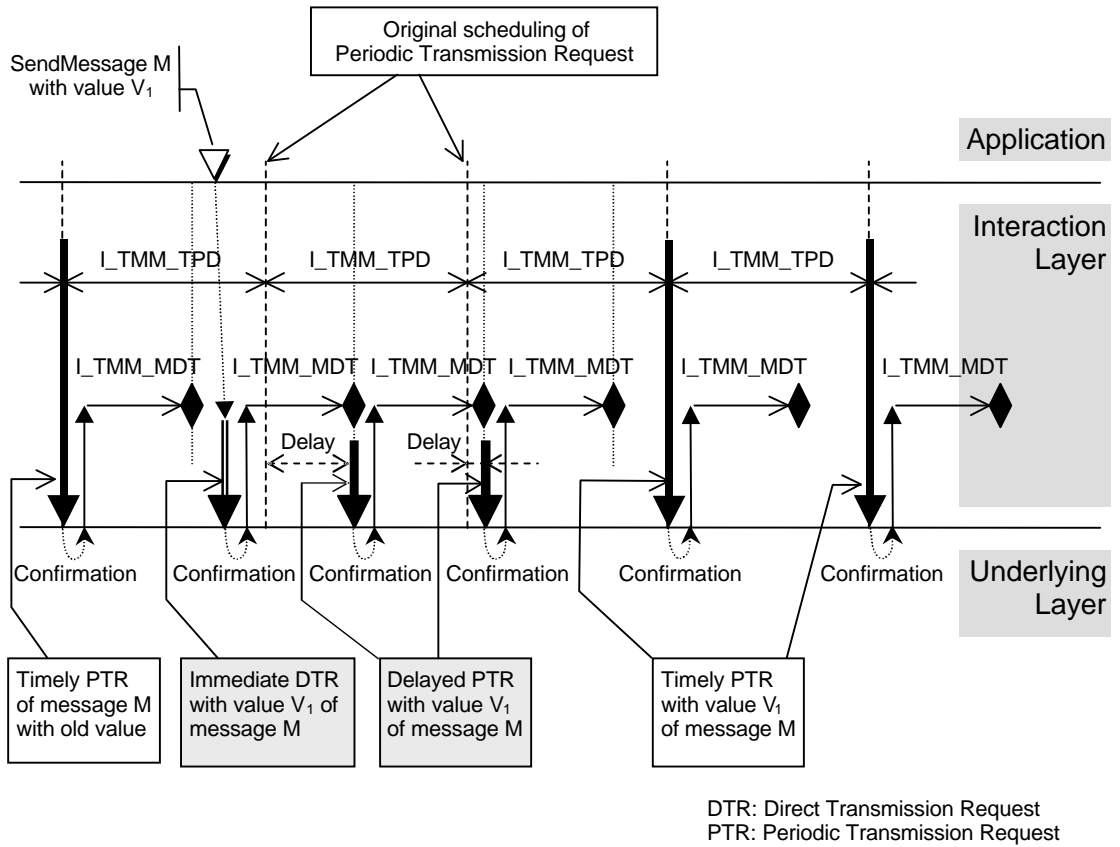 Original scheduling of
Periodic Transmission Request
SendMessage M
with value V₁
Application
Interaction
Layer
I_TMM_TPD I_TMM_TPD I_TMM_TPD I_TMM_TPD
I_TMM_MDT I_TMM_MDT I_TMM_MDT I_TMM_MDT I_TMM_MDT I_TMM_MDT
Delay Delay
Confirmation Confirmation Confirmation Confirmation Confirmation Confirmation
Underlying
Layer
Timely PTR
of message M
with old value
Immediate DTR
with value V₁ of
message M
Delayed PTR
with value V₁
of message M
Timely PTR
with value V₁
of message M
DTR: Direct Transmission Request
PTR: Periodic Transmission Request